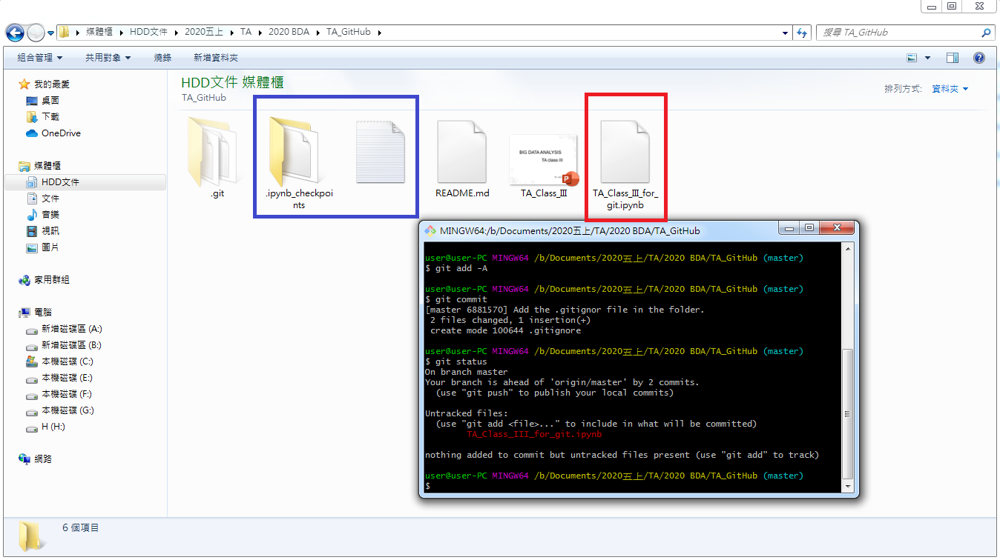 媒體櫃 ▸ HDD文件 ▸ 2020五上 ▸ TA ▸ 2020 BDA ▸ TA_GitHub ▸
搜尋 TA_GitHub
組合管理 共用對象 燒錄 新增資料夾
我的最愛
桌面
下載
OneDrive
媒體櫃
HDD文件
文件
音樂
視訊
圖片
家用群組
電腦
新增磁碟區 (A:)
新增磁碟區 (B:)
本機磁碟 (C:)
本機磁碟 (E:)
本機磁碟 (F:)
本機磁碟 (G:)
H (H:)
網路
HDD文件 媒體櫃
TA_GitHub
排列方式: 資料夾
.git
.ipynb_checkpoi
nts
README.md
BIG DATA ANALYSIS
TA class III
P
TA_Class_Ⅲ
TA_Class_Ⅲ_for_
git.ipynb
MINGW64:/b/Documents/2020五上/TA/2020 BDA/TA_GitHub
user@user-PC MINGW64 /b/Documents/2020五上/TA/2020 BDA/TA_GitHub (master)
$ git add -A
user@user-PC MINGW64 /b/Documents/2020五上/TA/2020 BDA/TA_GitHub (master)
$ git commit
[master 6881570] Add the .gitignor file in the folder.
2 files changed, 1 insertion(+)
create mode 100644 .gitignore
user@user-PC MINGW64 /b/Documents/2020五上/TA/2020 BDA/TA_GitHub (master)
$ git status
On branch master
Your branch is ahead of 'origin/master' by 2 commits.
(use "git push" to publish your local commits)
Untracked files:
(use "git add <file>..." to include in what will be committed)
TA_Class_III_for_git.ipynb
nothing added to commit but untracked files present (use "git add" to track)
user@user-PC MINGW64 /b/Documents/2020五上/TA/2020 BDA/TA_GitHub (master)
$
6 個項目